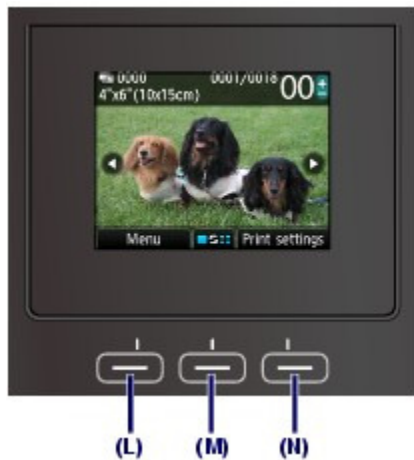 0000 0001/0018 00
4"x6"(10x15cm)
Menu Print settings
(L) (M) (N)